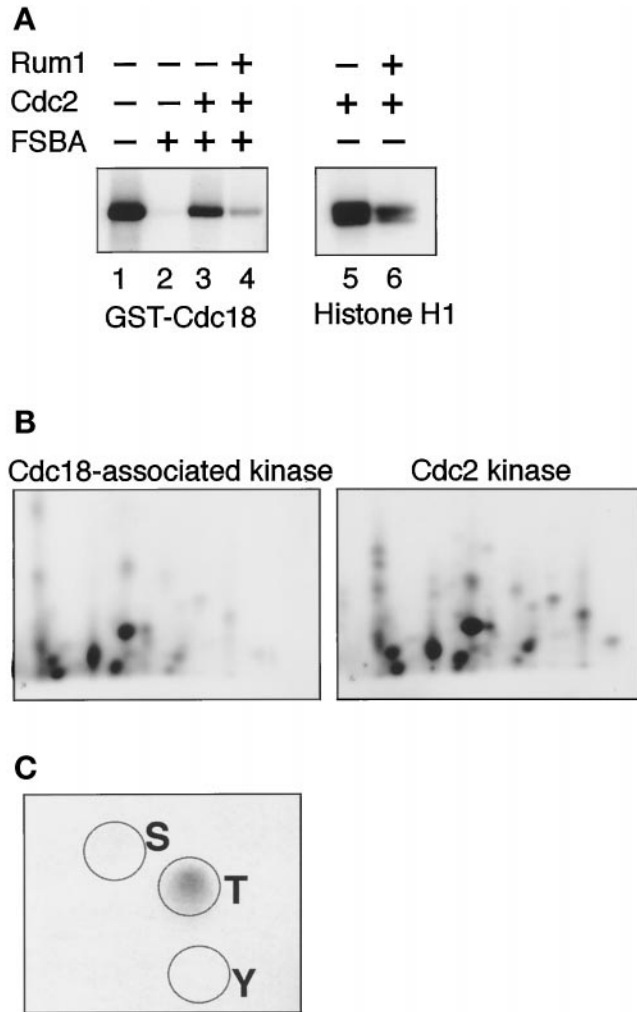 A
Rum1 − − − + − +
Cdc2 − − + + + +
FSBA − + + + − −
1 2 3 4 5 6
GST-Cdc18 Histone H1
B
Cdc18-associated kinase Cdc2 kinase
C
S
T
Y